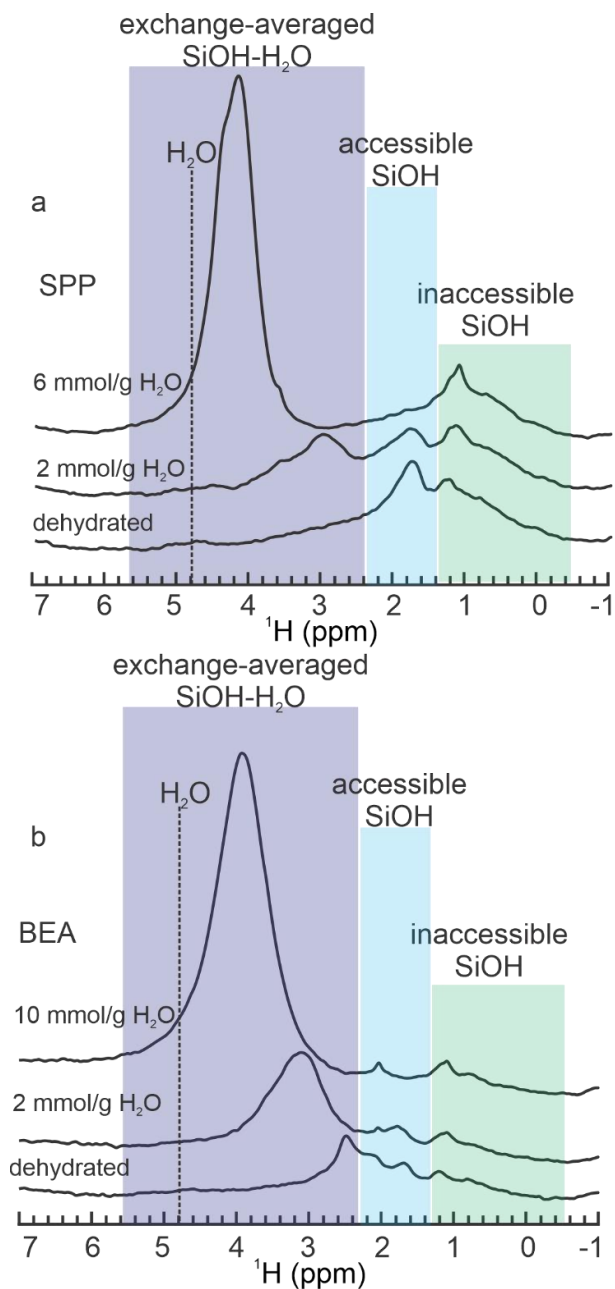 exchange-averaged
SiOH-H₂O
H₂O
accessible
SiOH
a
SPP
inaccessible
SiOH
6 mmol/g H₂O
2 mmol/g H₂O
dehydrated
7 6 5 4 3 2 1 0 -1
¹H (ppm)
exchange-averaged
SiOH-H₂O
H₂O
accessible
SiOH
b
BEA
inaccessible
SiOH
10 mmol/g H₂O
2 mmol/g H₂O
dehydrated
7 6 5 4 3 2 1 0 -1
¹H (ppm)